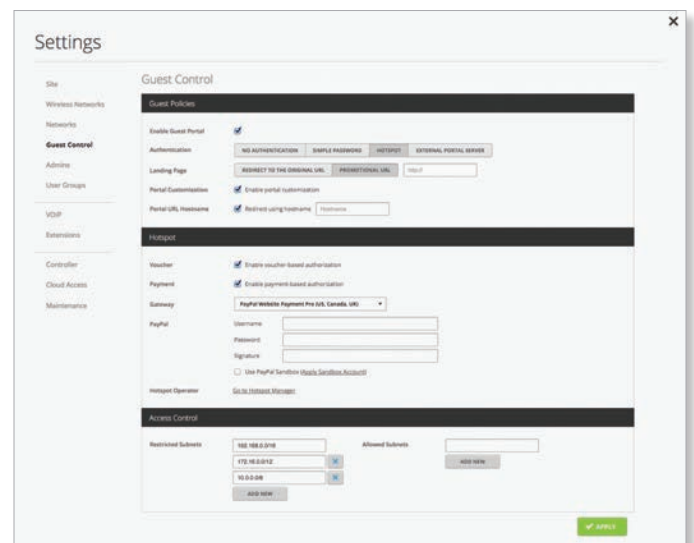 Settings
Site
Wireless Networks
Networks
Guest Control
Admins
User Groups
VOIP
Extensions
Controller
Cloud Access
Maintenance
Guest Control
Guest Policies
Enable Guest Portal
Authentication NO AUTHENTICATION SIMPLE PASSWORD HOTSPOT EXTERNAL PORTAL SERVER
Landing Page REDIRECT TO THE ORIGINAL URL PROMOTIONAL URL Input
Portal Customization Enable portal customization
Portal URL Hostname Redirect using hostname Hostname
Hotspot
Voucher Enable voucher-based authorization
Payment Enable payment-based authorization
Gateway PayPal Website Payment Pro (US, Canada, UK)
PayPal Username
Password
Signature
Use PayPal Sandbox (Apply Sandbox Account)
Hotspot Operator Go to Hotspot Manager
Access Control
Restricted Subnets 192.168.0.0/16 Allowed Subnets
172.16.0.0/12 ADD NEW
10.0.0.0/8
ADD NEW
APPLY